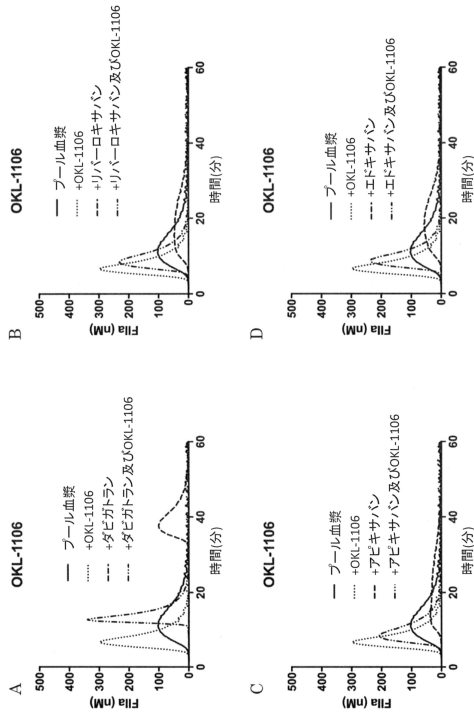 A
OKL-1106
500
400
300
200
100
0
FIIa (nM)
プール血漿
+OKL-1106
+ダビガトラン
+ダビガトラン及びOKL-1106
0
20
40
60
時間(分)
B
OKL-1106
500
400
300
200
100
0
FIIa (nM)
プール血漿
+OKL-1106
+リバーロキサバン
+リバーロキサバン及びOKL-1106
0
20
40
60
時間(分)
C
OKL-1106
500
400
300
200
100
0
FIIa (nM)
プール血漿
+OKL-1106
+アピキサバン
+アピキサバン及びOKL-1106
0
20
40
60
時間(分)
D
OKL-1106
500
400
300
200
100
0
FIIa (nM)
プール血漿
+OKL-1106
+エドキサバン
+エドキサバン及びOKL-1106
0
20
40
60
時間(分)